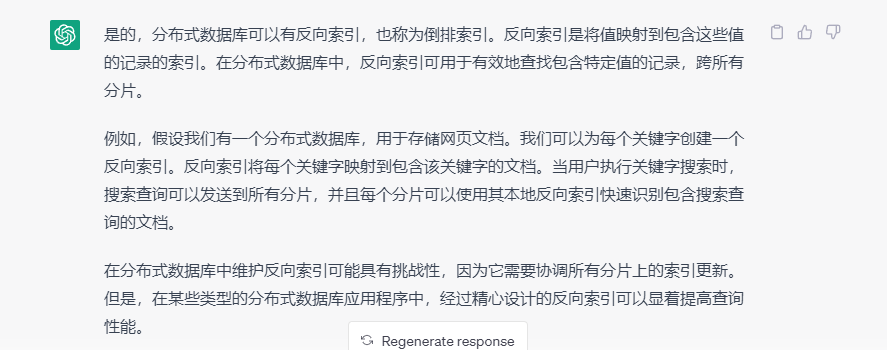 是的，分布式数据库可以有反向索引，也称为倒排索引。反向索引是将值映射到包含这些值
的记录的索引。在分布式数据库中，反向索引可用于有效地查找包含特定值的记录，跨所有
分片。
例如，假设我们有一个分布式数据库，用于存储网页文档。我们可以为每个关键字创建一个
反向索引。反向索引将每个关键字映射到包含该关键字的文档。当用户执行关键字搜索时，
搜索查询可以发送到所有分片，并且每个分片可以使用其本地反向索引快速识别包含搜索查
询的文档。
在分布式数据库中维护反向索引可能具有挑战性，因为它需要协调所有分片上的索引更新。
但是，在某些类型的分布式数据库应用程序中，经过精心设计的反向索引可以显着提高查询
性能。
Regenerate response